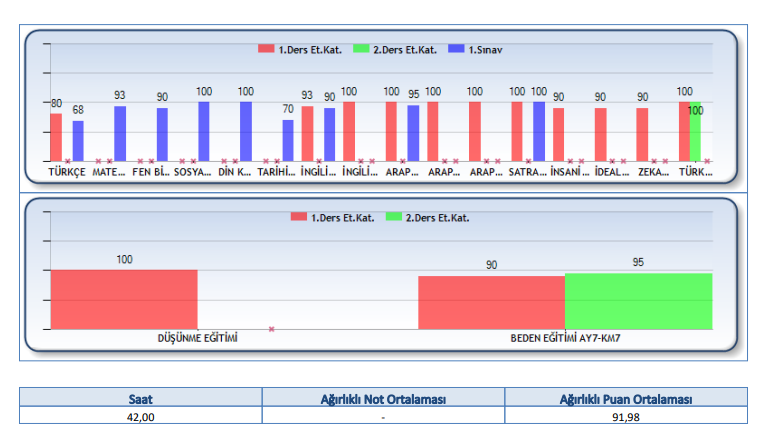 1.Ders Et.Kat. 2.Ders Et.Kat. 1.Sınav
80 68 93 90 100 100 70 93 90 100 100 95 100 100 100 100 90 90 90 100 100
TÜRKÇE MATE... FEN Bİ... SOSYA... DİN K... TARİHİ... İNGİLİ... İNGİLİ... ARAP... ARAP... ARAP... SATRA... İNSANİ... İDEAL... ZEKA... TÜRK...
1.Ders Et.Kat. 2.Ders Et.Kat.
100 90 95
DÜŞÜNME EĞİTİMİ BEDEN EĞİTİMİ AY7-KM7
Saat Ağırlıklı Not Ortalaması Ağırlıklı Puan Ortalaması
42,00 - 91,98